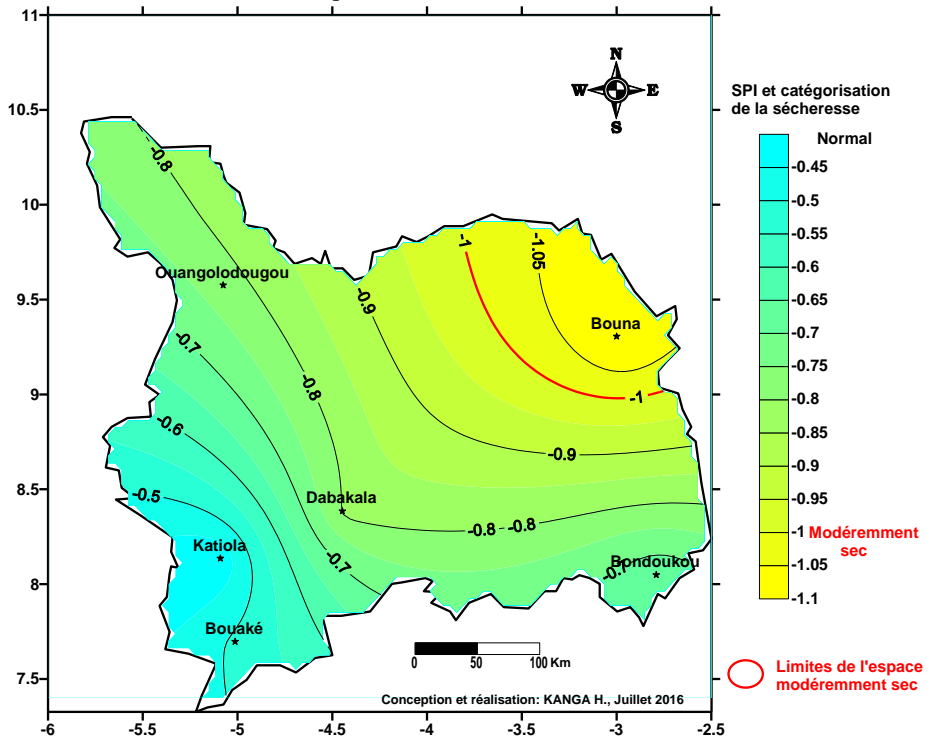 11
10.5
10
9.5
9
8.5
8
7.5
-6
-5.5
-5
-4.5
-4
-3.5
-3
-2.5
N
W
E
S
-0.8
-1
-1.05
-0.9
Ouangolodougou
Bouna
-0.7
-0.8
-1
-0.6
-0.9
-0.5
Dabakala
-0.8
-0.8
Katiola
-0.7
-0.7
Bondoukou
Bouaké
0
50
100 Km
Conception et réalisation: KANGA H., Juillet 2016
SPI et catégorisation
de la sécheresse
Normal
-0.45
-0.5
-0.55
-0.6
-0.65
-0.7
-0.75
-0.8
-0.85
-0.9
-0.95
-1
Modéremment
sec
-1.05
-1.1
Limites de l'espace
modéremment sec